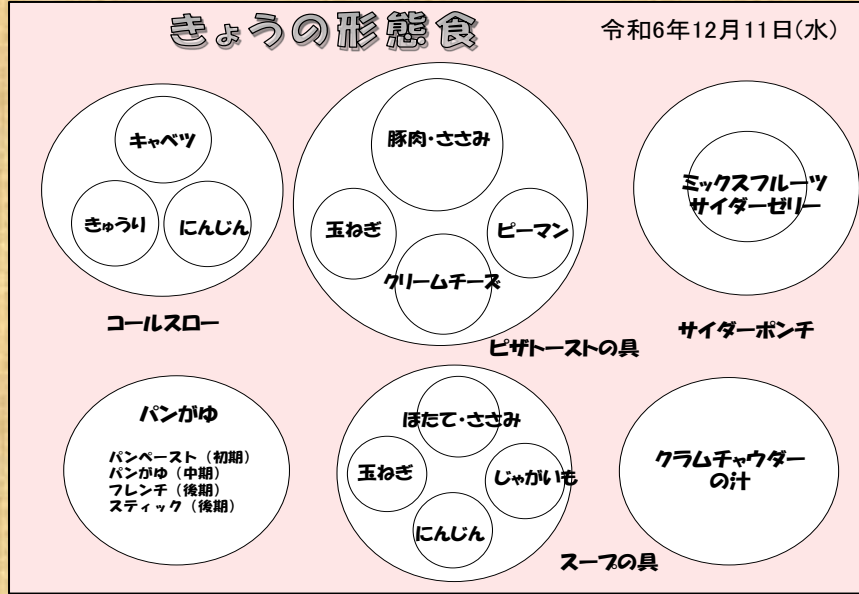 きょうの形態食
令和6年12月11日(水)
キャベツ
きゅうり
にんじん
コールスロー
豚肉・ささみ
玉ねぎ
ピーマン
クリームチーズ
ピザトーストの具
ミックスフルーツ
サイダーゼリー
サイダーポンチ
パンがゆ
パンペースト（初期）
パンがゆ（中期）
フレンチ（後期）
スティック（後期）
ほたて・ささみ
玉ねぎ
じゃがいも
にんじん
スープの具
クラムチャウダー
の汁